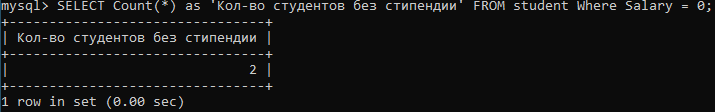 mysql> SELECT Count(*) as 'Кол-во студентов без стипендии' FROM student Where Salary = 0;
+--------------------------------+
| Кол-во студентов без стипендии |
+--------------------------------+
|                              2 |
+--------------------------------+
1 row in set (0.00 sec)